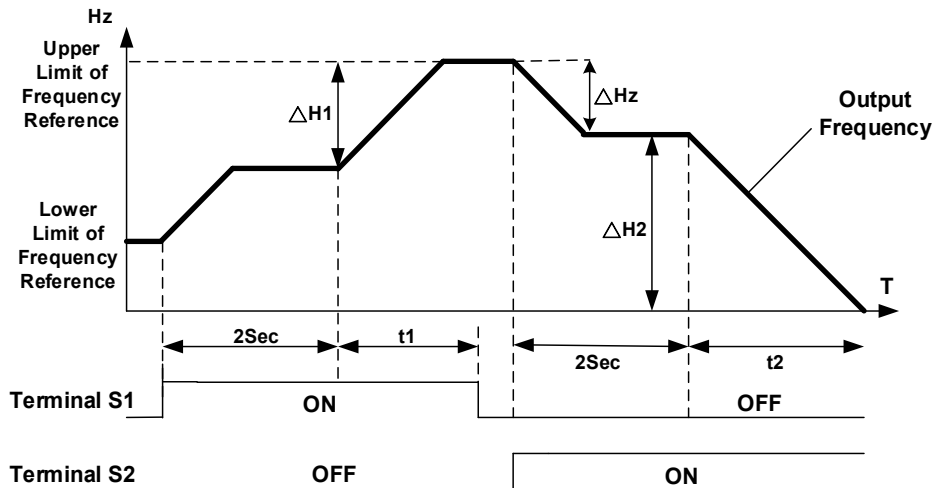 Hz
Upper
Limit of
Frequency
Reference
△H1
△Hz
Output
Frequency
Lower
Limit of
Frequency
Reference
△H2
T
2Sec
t1
2Sec
t2
Terminal S1
ON
OFF
Terminal S2
OFF
ON